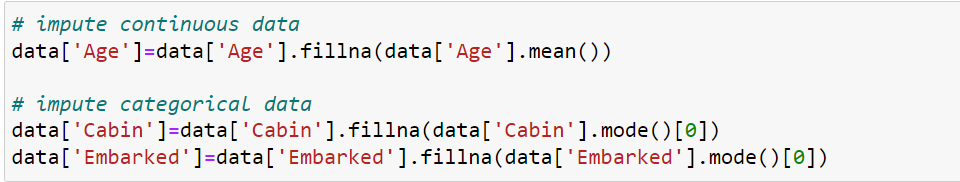 # impute continuous data
data['Age']=data['Age'].fillna(data['Age'].mean())
# impute categorical data
data['Cabin']=data['Cabin'].fillna(data['Cabin'].mode()[0])
data['Embarked']=data['Embarked'].fillna(data['Embarked'].mode()[0])